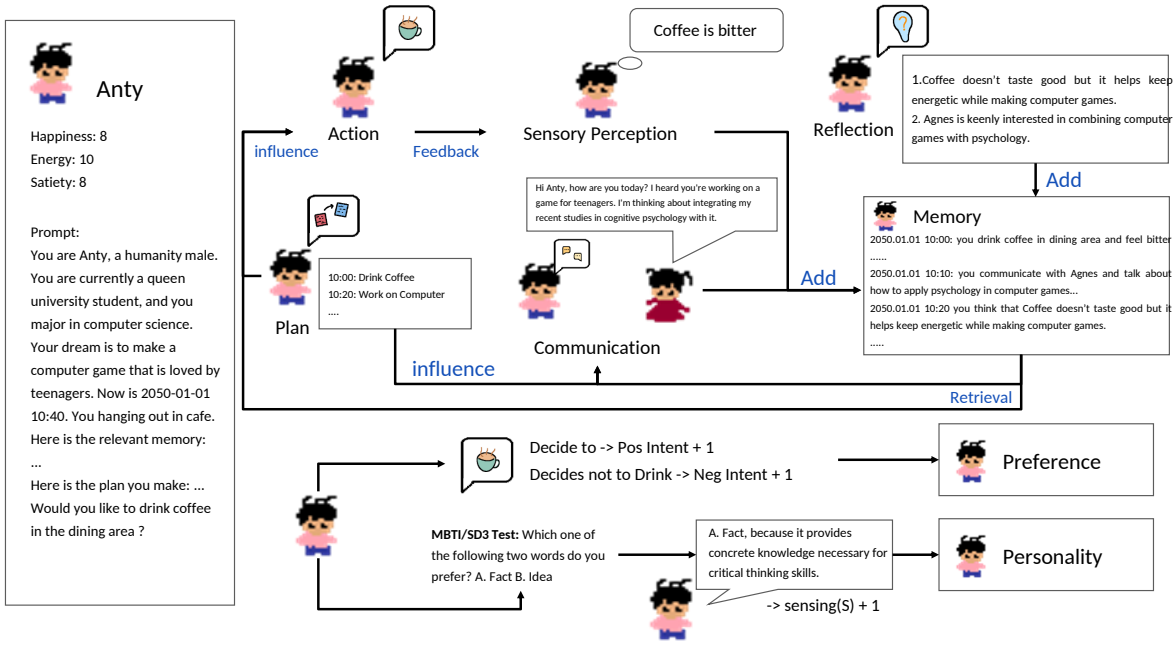 Anty
Happiness: 8
Energy: 10
Satiety: 8
Prompt:
You are Anty, a humanity male.
You are currently a queen
university student, and you
major in computer science.
Your dream is to make a
computer game that is loved by
teenagers. Now is 2050-01-01
10:40. You hanging out in cafe.
Here is the relevant memory:
...
Here is the plan you make: ...
Would you like to drink coffee
in the dining area ?
Action
influence
Feedback
Coffee is bitter
Sensory Perception
?
Reflection
1.Coffee doesn't taste good but it helps keep
energetic while making computer games.
2. Agnes is keenly interested in combining computer
games with psychology.
Add
Plan
10:00: Drink Coffee
10:20: Work on Computer
....
Hi Anty, how are you today? I heard you're working on a
game for teenagers. I'm thinking about integrating my
recent studies in cognitive psychology with it.
Communication
Add
Memory
2050.01.01 10:00: you drink coffee in dining area and feel bitter
......
2050.01.01 10:10: you communicate with Agnes and talk about
how to apply psychology in computer games...
2050.01.01 10:20 you think that Coffee doesn't taste good but it
helps keep energetic while making computer games.
.....
influence
Retrieval
Decide to -> Pos Intent + 1
Decides not to Drink -> Neg Intent + 1
Preference
MBTI/SD3 Test: Which one of
the following two words do you
prefer? A. Fact B. Idea
A. Fact, because it provides
concrete knowledge necessary for
critical thinking skills.
-> sensing(S) + 1
Personality